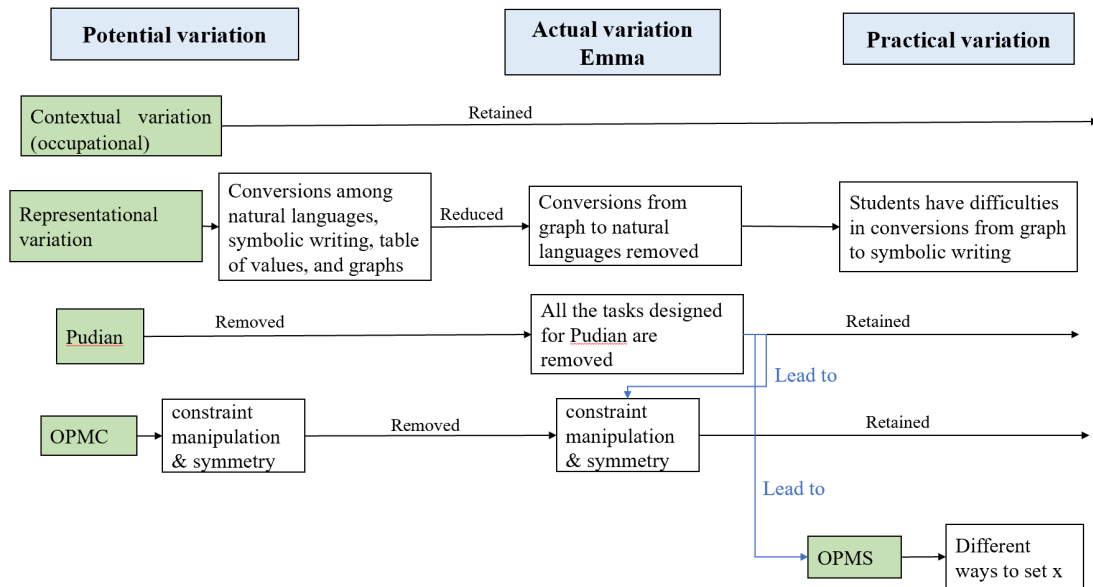 Potential variation
Actual variation
Emma
Practical variation
Contextual variation
(occupational)
Retained
Representational
variation
Conversions among
natural languages,
symbolic writing, table
of values, and graphs
Reduced
Conversions from
graph to natural
languages removed
Students have difficulties
in conversions from graph
to symbolic writing
Pudian
Removed
All the tasks designed
for Pudian are
removed
Retained
Lead to
OPMC
constraint
manipulation
& symmetry
Removed
constraint
manipulation
& symmetry
Retained
Lead to
OPMS
Different
ways to set x